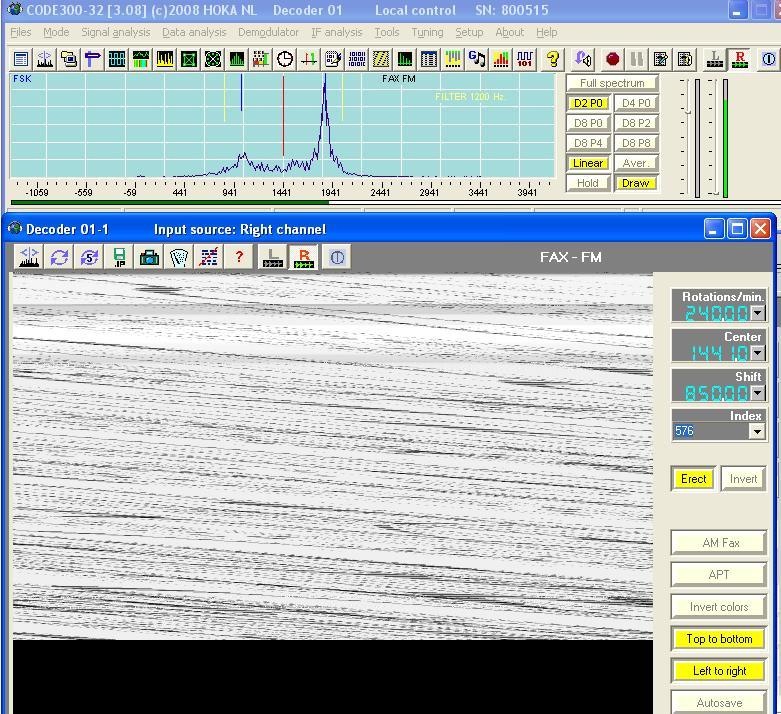 CODE300-32 [3.08] (c)2008 HOKA NL Decoder 01 Local control SN: 800515
Files Mode Signal analysis Data analysis Demodulator IF analysis Tools Tuning Setup About Help
FSK FAX FM
FILTER 1200 Hz.
-1059 -559 -59 441 941 1441 1941 2441 2941 3441 3941
Full spectrum
D2 P0 D4 P0
D8 P0 D8 P2
D8 P4 D8 P8
Linear Aver.
Hold Draw
L R
Decoder 01-1 Input source: Right channel
S .IP ? L R FAX - FM
Rotations/min.
240.00
Center
1441.0
Shift
850.00
Index
576
Erect Invert
AM Fax
APT
Invert colors
Top to bottom
Left to right
Autosave